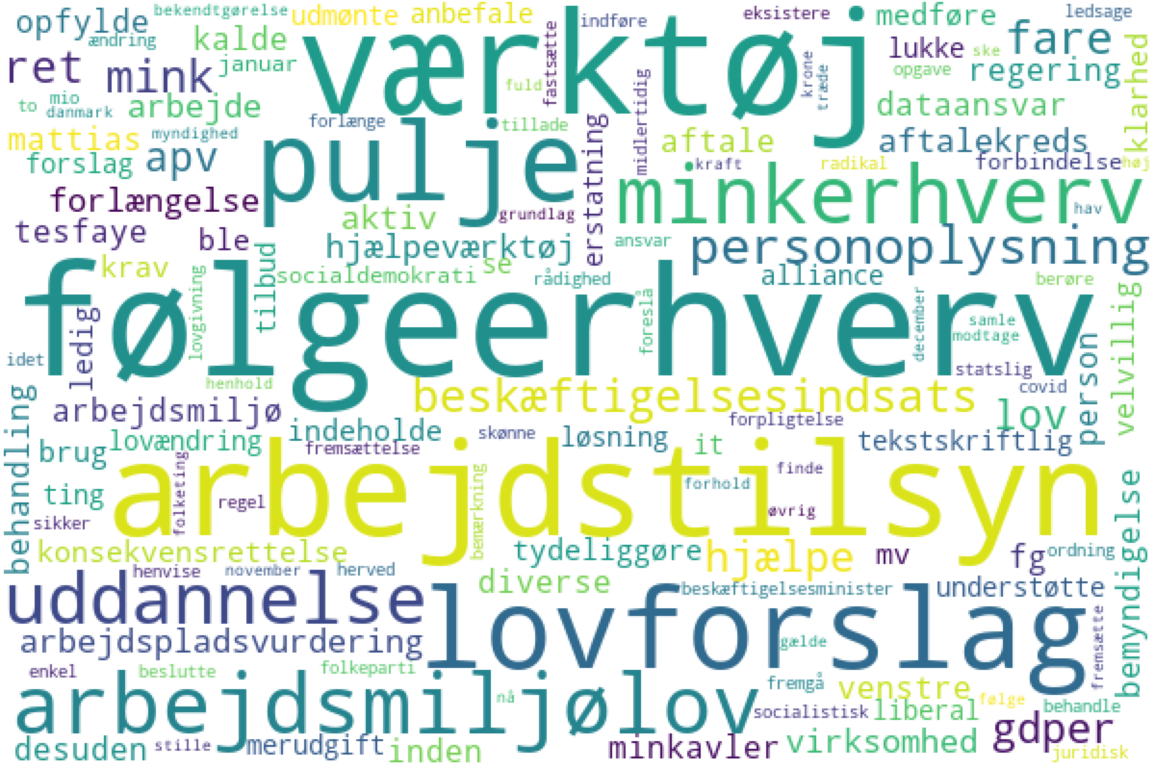 opfylde bekendtgørelse udmønte anbefale indføre eksistere medføre ledsage
ændring kalde værktøj fastsætte krone træde lukke fare
ret mink januar fuld opgave ske regering klarhed
to mio danmark arbejde forlænge tillade midlertidig dataansvar
mattias myndighed pulje erstatning aftale aftalekreds
forslag apv kraft radikal forbindelse høj
forlængelse aktiv grundlag minkerhverv hav
tesfaye ble hjælpeværktøj ansvar personoplysning
krav tilbud socialdemokrati se rådighed alliance berøre
lovgivning følgeerhverv foreslå december samle modtage velvillig
idet ledig henhold statslig person
behandling arbejdsmiljø beskæftigelsesindsats covid lov
brug lovændring indeholde skønne løsning forpligtelse it tekstskriftlig
fremsættelse folketing arbejdstilsyn bemærkning finde
ting regel forhold bemyndigelse
sikker øvrig
konsekvensrettelse tydeliggøre hjælpe mv fg ordning
uddannelse henvise november herved diverse beskæftigelsesminister understøtte
arbejdspladsvurdering lovforslag gælde fremsætte
enkel beslutte folkeparti fremgå venstre følge
arbejdsmiljølov nå socialistisk liberal behandle
desuden stille merudgift inden minkavler virksomhed gdper juridisk